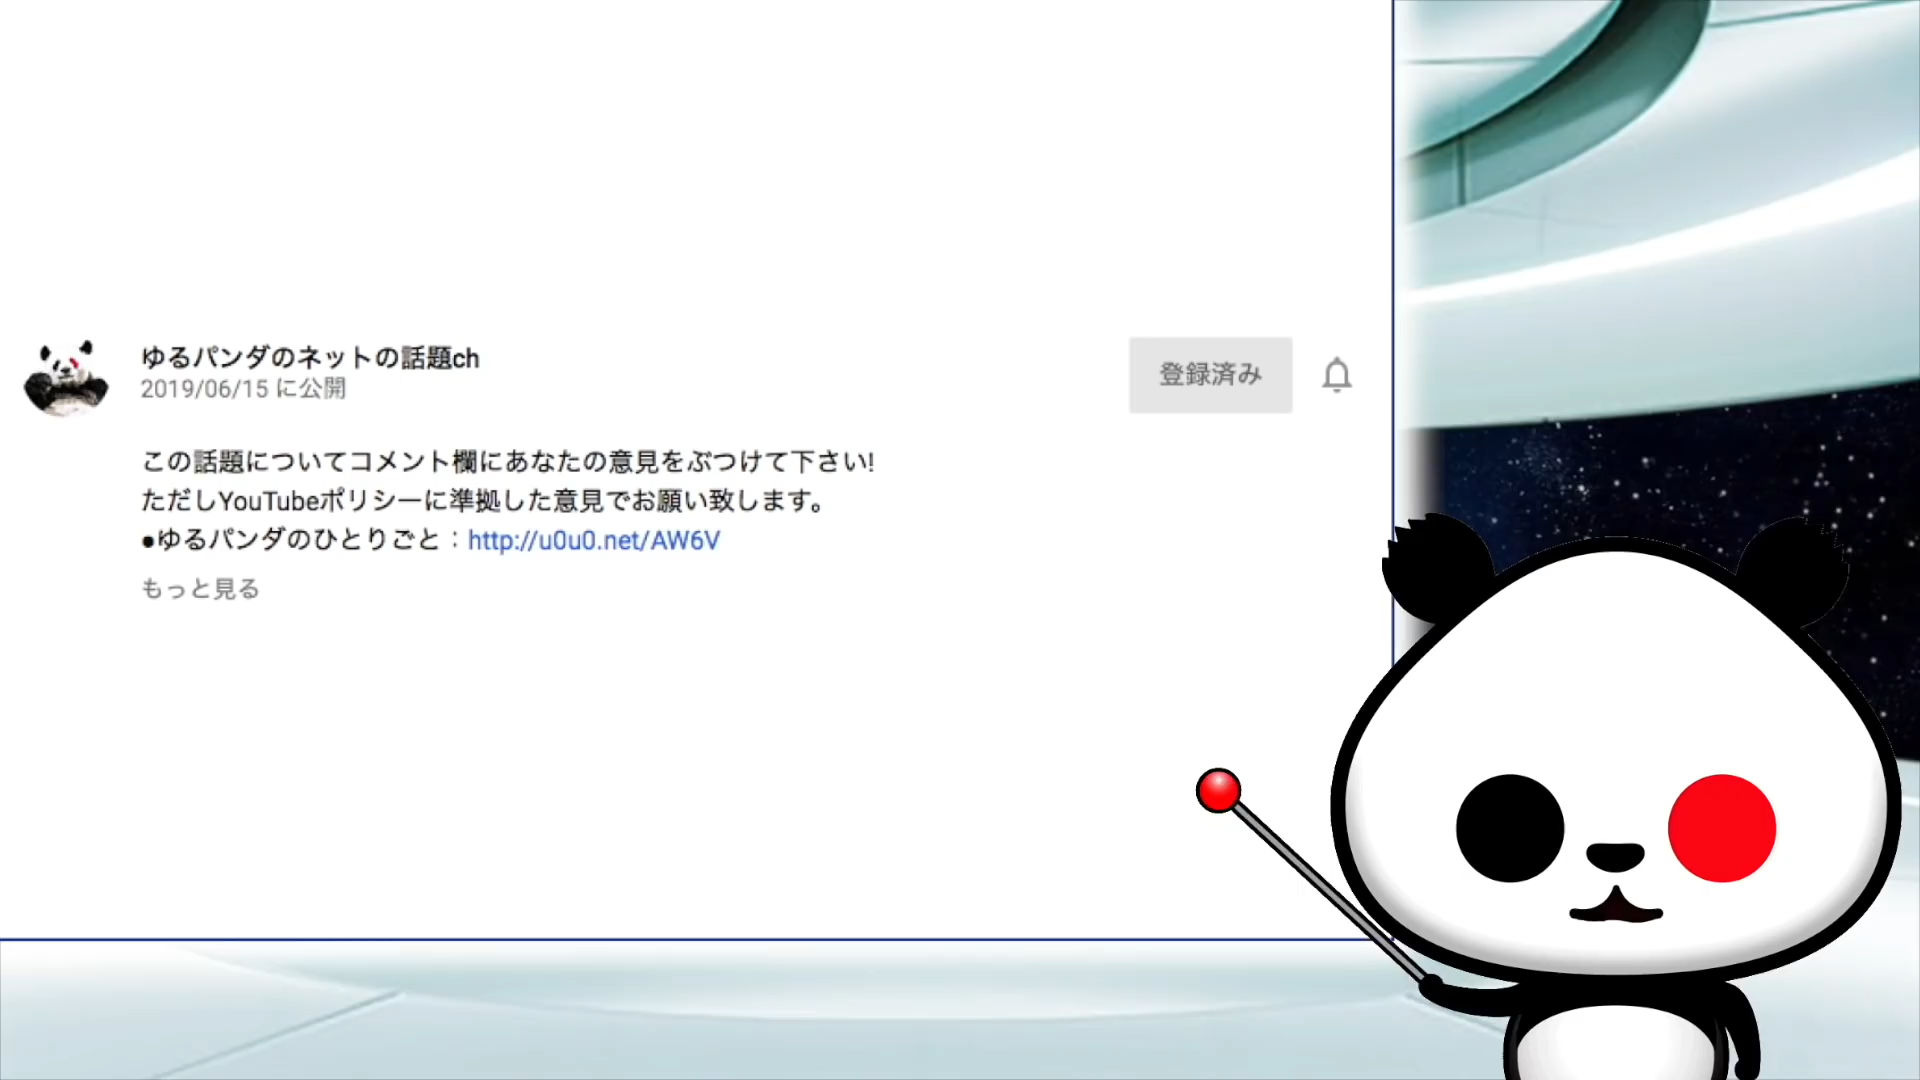 ゆるパンダのネットの話題ch
2019/06/15 に公開
登録済み
この話題についてコメント欄にあなたの意見をぶつけて下さい!
ただしYouTubeポリシーに準拠した意見でお願い致します。
●ゆるパンダのひとりごと：http://u0u0.net/AW6V
もっと見る